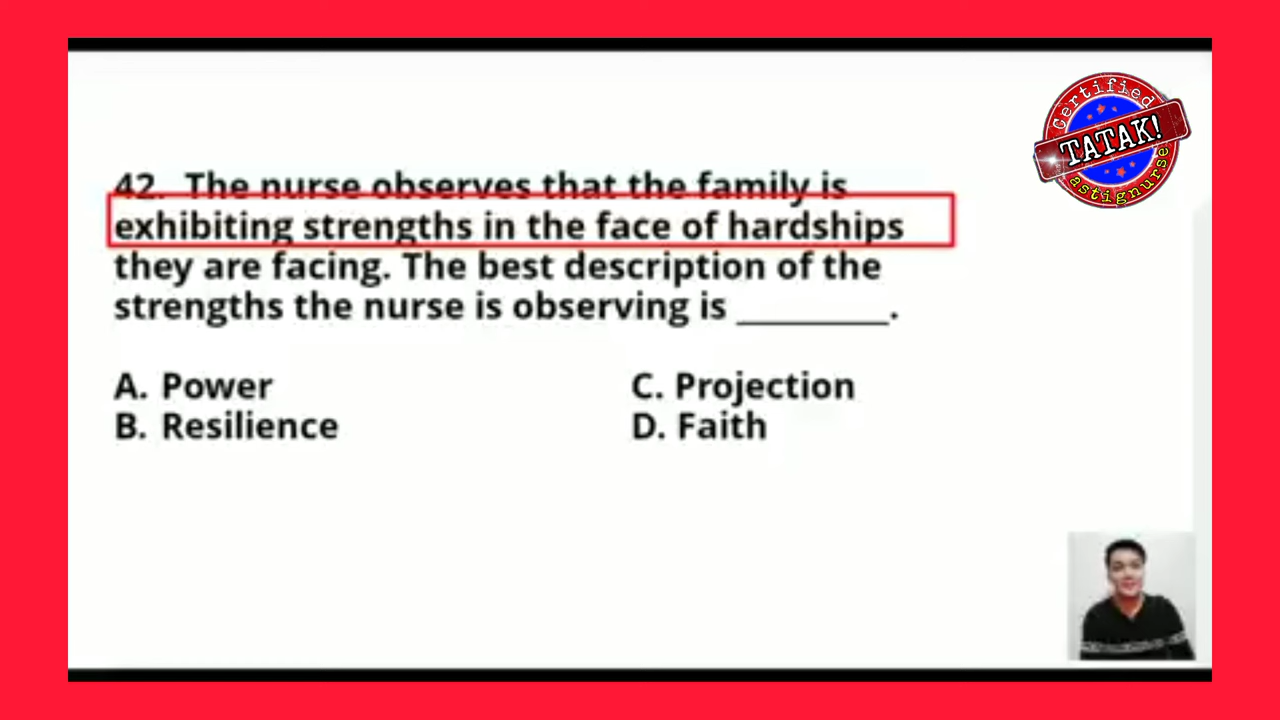 Certified
TATAK!
astignurse
42. The nurse observes that the family is
exhibiting strengths in the face of hardships
they are facing. The best description of the
strengths the nurse is observing is _________.
A. Power
C. Projection
B. Resilience
D. Faith